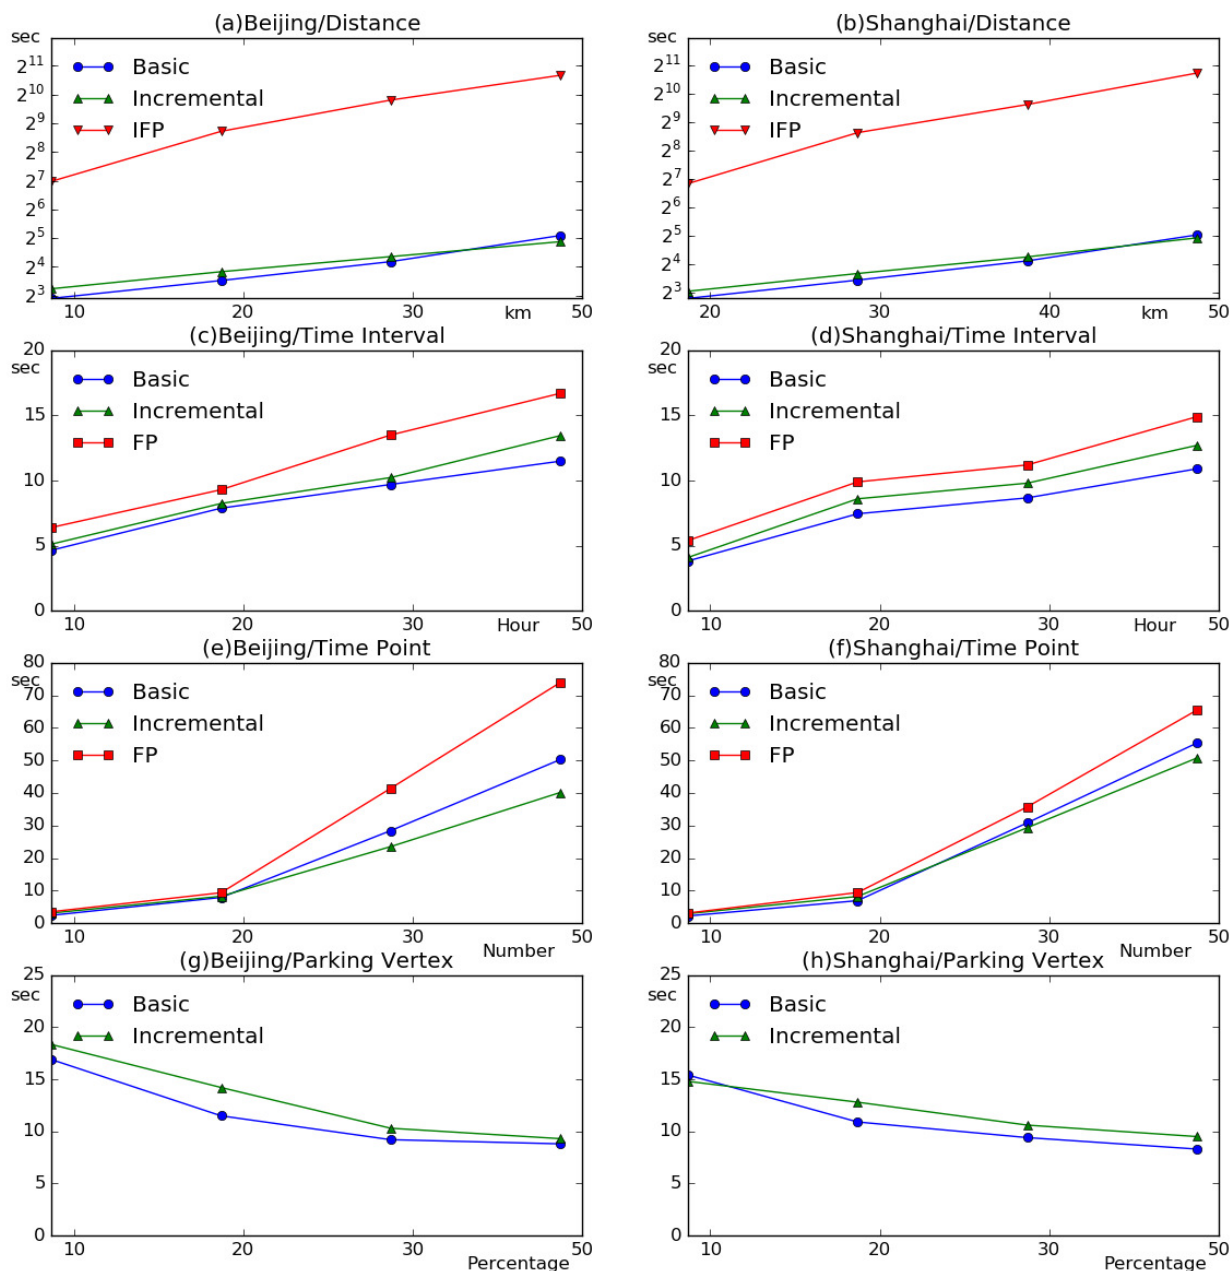 (a)Beijing/Distance
sec
2^11
2^10
2^9
2^8
2^7
2^6
2^5
2^4
2^3
Basic
Incremental
IFP
10 20 30 km 50
(b)Shanghai/Distance
sec
2^11
2^10
2^9
2^8
2^7
2^6
2^5
2^4
2^3
Basic
Incremental
IFP
20 30 40 km 50
(c)Beijing/Time Interval
20
sec
15
10
5
0
Basic
Incremental
FP
10 20 30 Hour 50
(d)Shanghai/Time Interval
20
sec
15
10
5
0
Basic
Incremental
FP
10 20 30 Hour 50
(e)Beijing/Time Point
80
sec
70
60
50
40
30
20
10
0
Basic
Incremental
FP
10 20 30 Number 50
(f)Shanghai/Time Point
80
sec
70
60
50
40
30
20
10
0
Basic
Incremental
FP
10 20 30 Number 50
(g)Beijing/Parking Vertex
25
sec
20
15
10
5
0
Basic
Incremental
10 20 30 50
Percentage
(h)Shanghai/Parking Vertex
25
sec
20
15
10
5
0
Basic
Incremental
10 20 30 50
Percentage